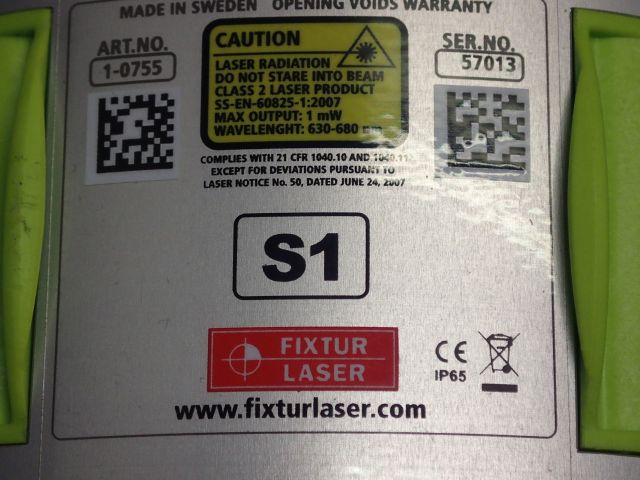 MADE IN SWEDEN OPENING VOIDS WARRANTY
ART.NO.
1-0755
CAUTION
LASER RADIATION
DO NOT STARE INTO BEAM
CLASS 2 LASER PRODUCT
SS-EN-60825-1:2007
MAX OUTPUT: 1 mW
WAVELENGHT: 630-680 nm
SER.NO.
57013
COMPLIES WITH 21 CFR 1040.10 AND 1040.11
EXCEPT FOR DEVIATIONS PURSUANT TO
LASER NOTICE No. 50, DATED JUNE 24, 2007
S1
FIXTUR
LASER
CE
IP65
www.fixturlaser.com